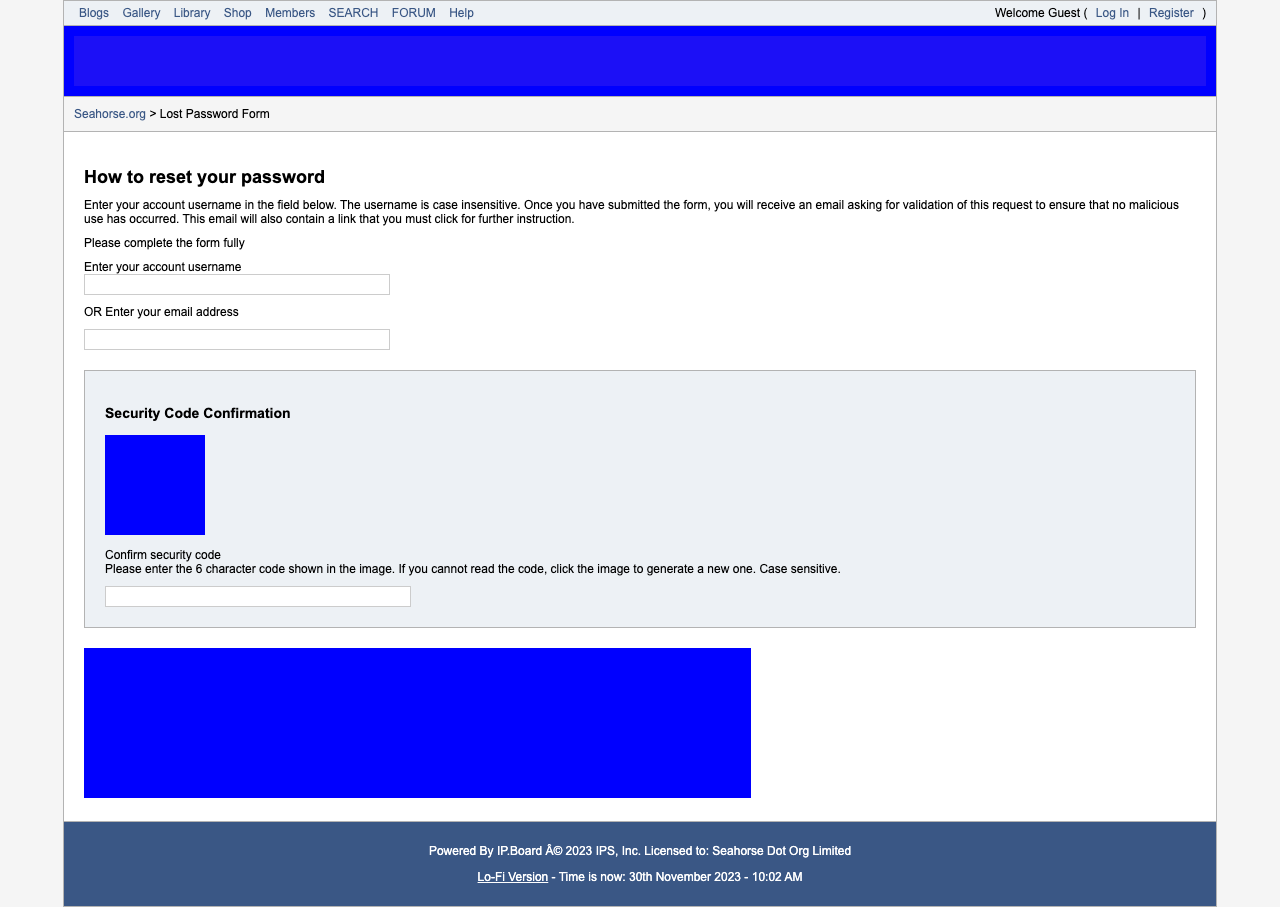 Blogs Gallery Library Shop Members SEARCH FORUM Help
Welcome Guest ( Log In | Register )
Seahorse.org > Lost Password Form
How to reset your password
Enter your account username in the field below. The username is case insensitive. Once you have submitted the form, you will receive an email asking for validation of this request to ensure that no malicious
use has occurred. This email will also contain a link that you must click for further instruction.
Please complete the form fully
Enter your account username
OR Enter your email address
Security Code Confirmation
Confirm security code
Please enter the 6 character code shown in the image. If you cannot read the code, click the image to generate a new one. Case sensitive.
Powered By IP.Board Â© 2023 IPS, Inc. Licensed to: Seahorse Dot Org Limited
Lo-Fi Version - Time is now: 30th November 2023 - 10:02 AM